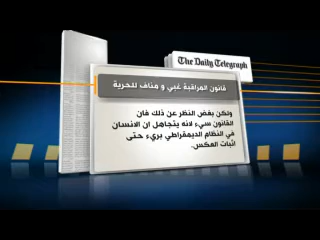 The Daily Telegraph
قانون المراقبة غبي و مناف للحرية
ولكن بغض النظر عن ذلك فان
القانون سيء لانه يتجاهل ان الانسان
في النظام الديمقراطي بريء حتى
اثبات العكس.